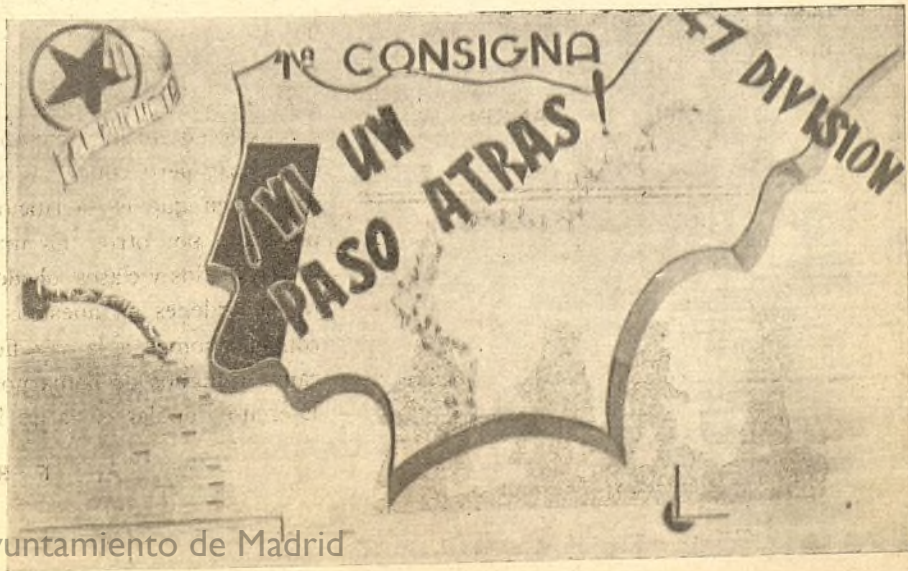 1ª CONSIGNA
47 DIVISION
¡NI UN
PASO ATRAS!
yuntamiento de Madrid